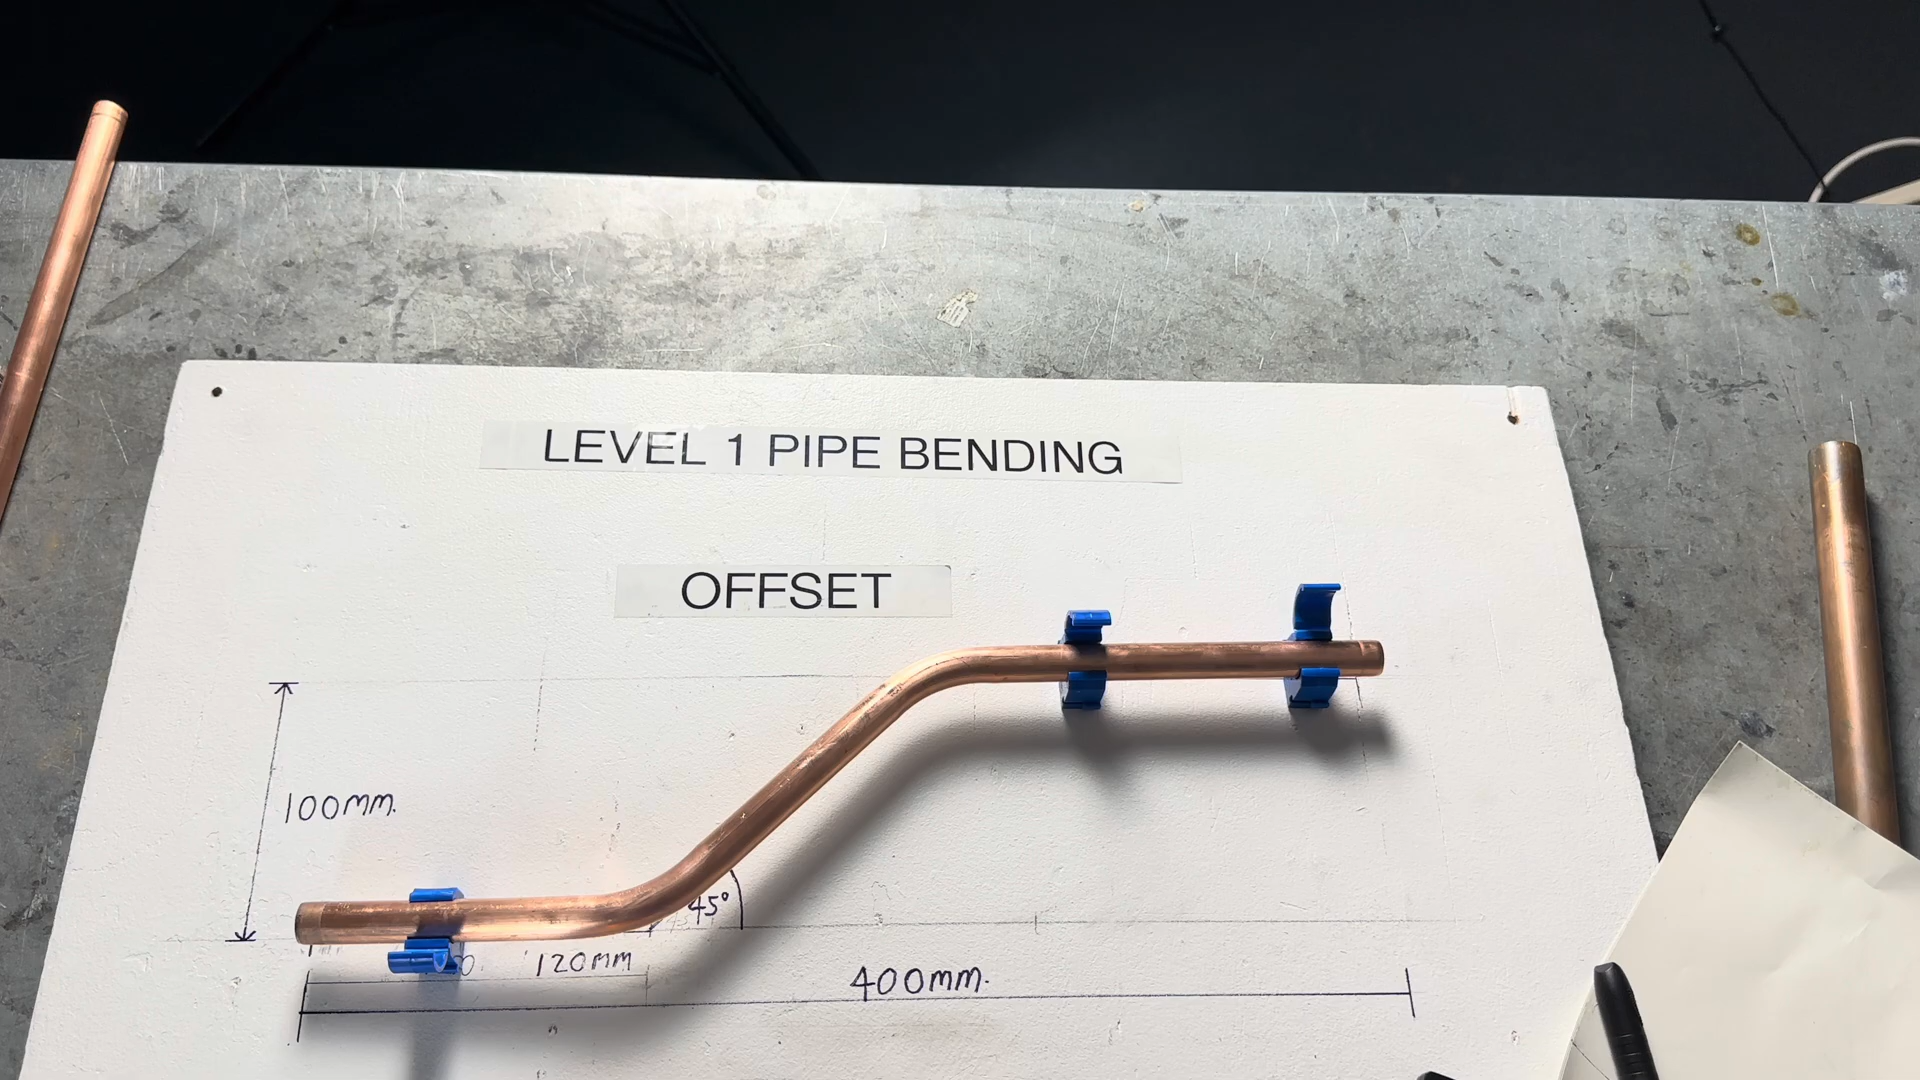 LEVEL 1 PIPE BENDING
OFFSET
100mm.
45°
120mm
400mm.